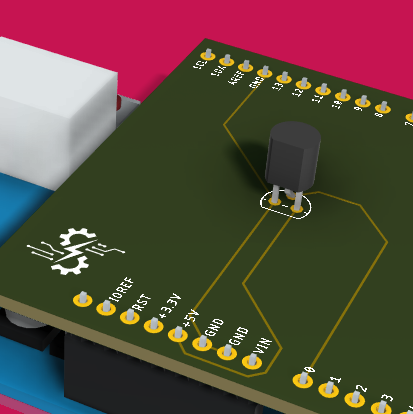 SCL
SDA
AREF
GND
13
12
11
10
9
8
7
IOREF
RST
+3.3V
+5V
GND
GND
VIN
0
1
2
3